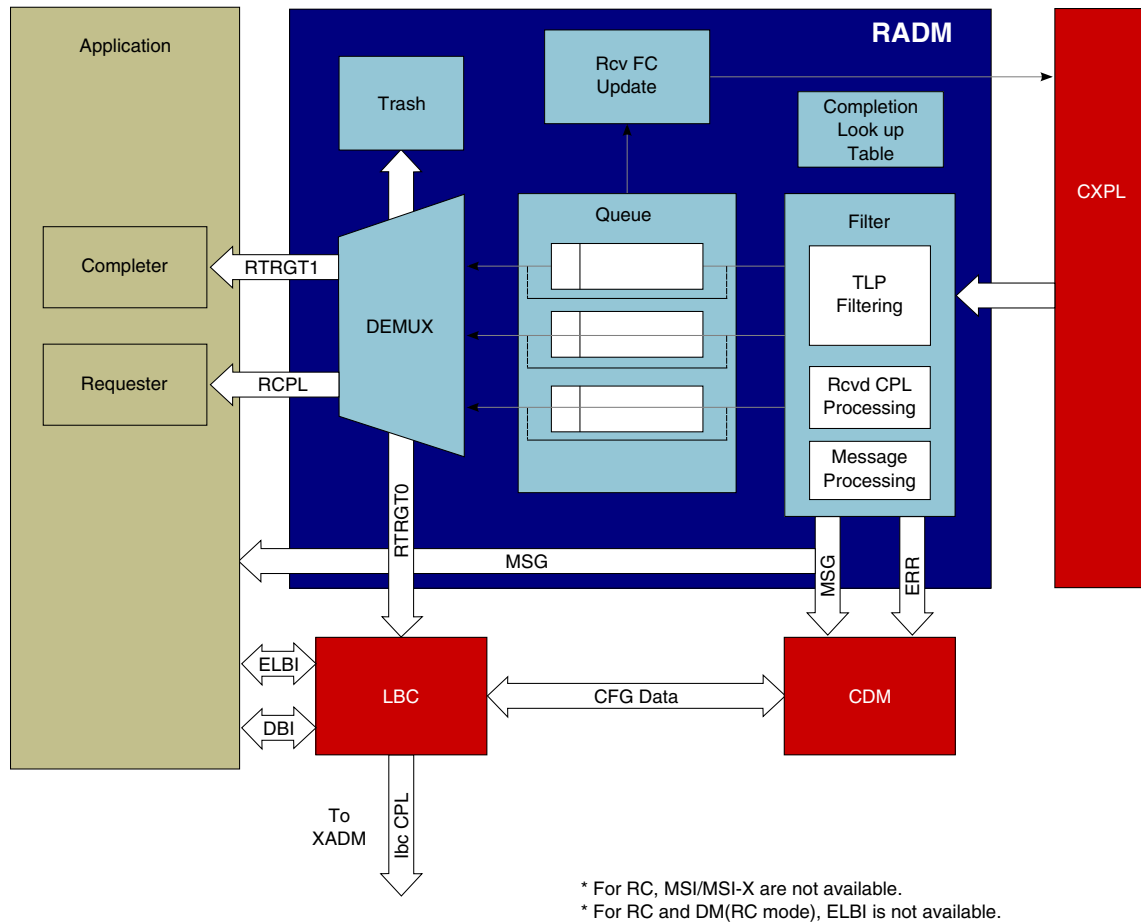 Application
RADM
Rcv FC
Update
Trash
Completion
Look up
Table
CXPL
Queue
Filter
Completer
RTRGT1
TLP
Filtering
DEMUX
Requester
RCPL
Rcvd CPL
Processing
Message
Processing
RTRGT0
MSG
MSG
ERR
ELBI
LBC
CFG Data
CDM
DBI
To
XADM
lbc CPL
* For RC, MSI/MSI-X are not available.
* For RC and DM(RC mode), ELBI is not available.